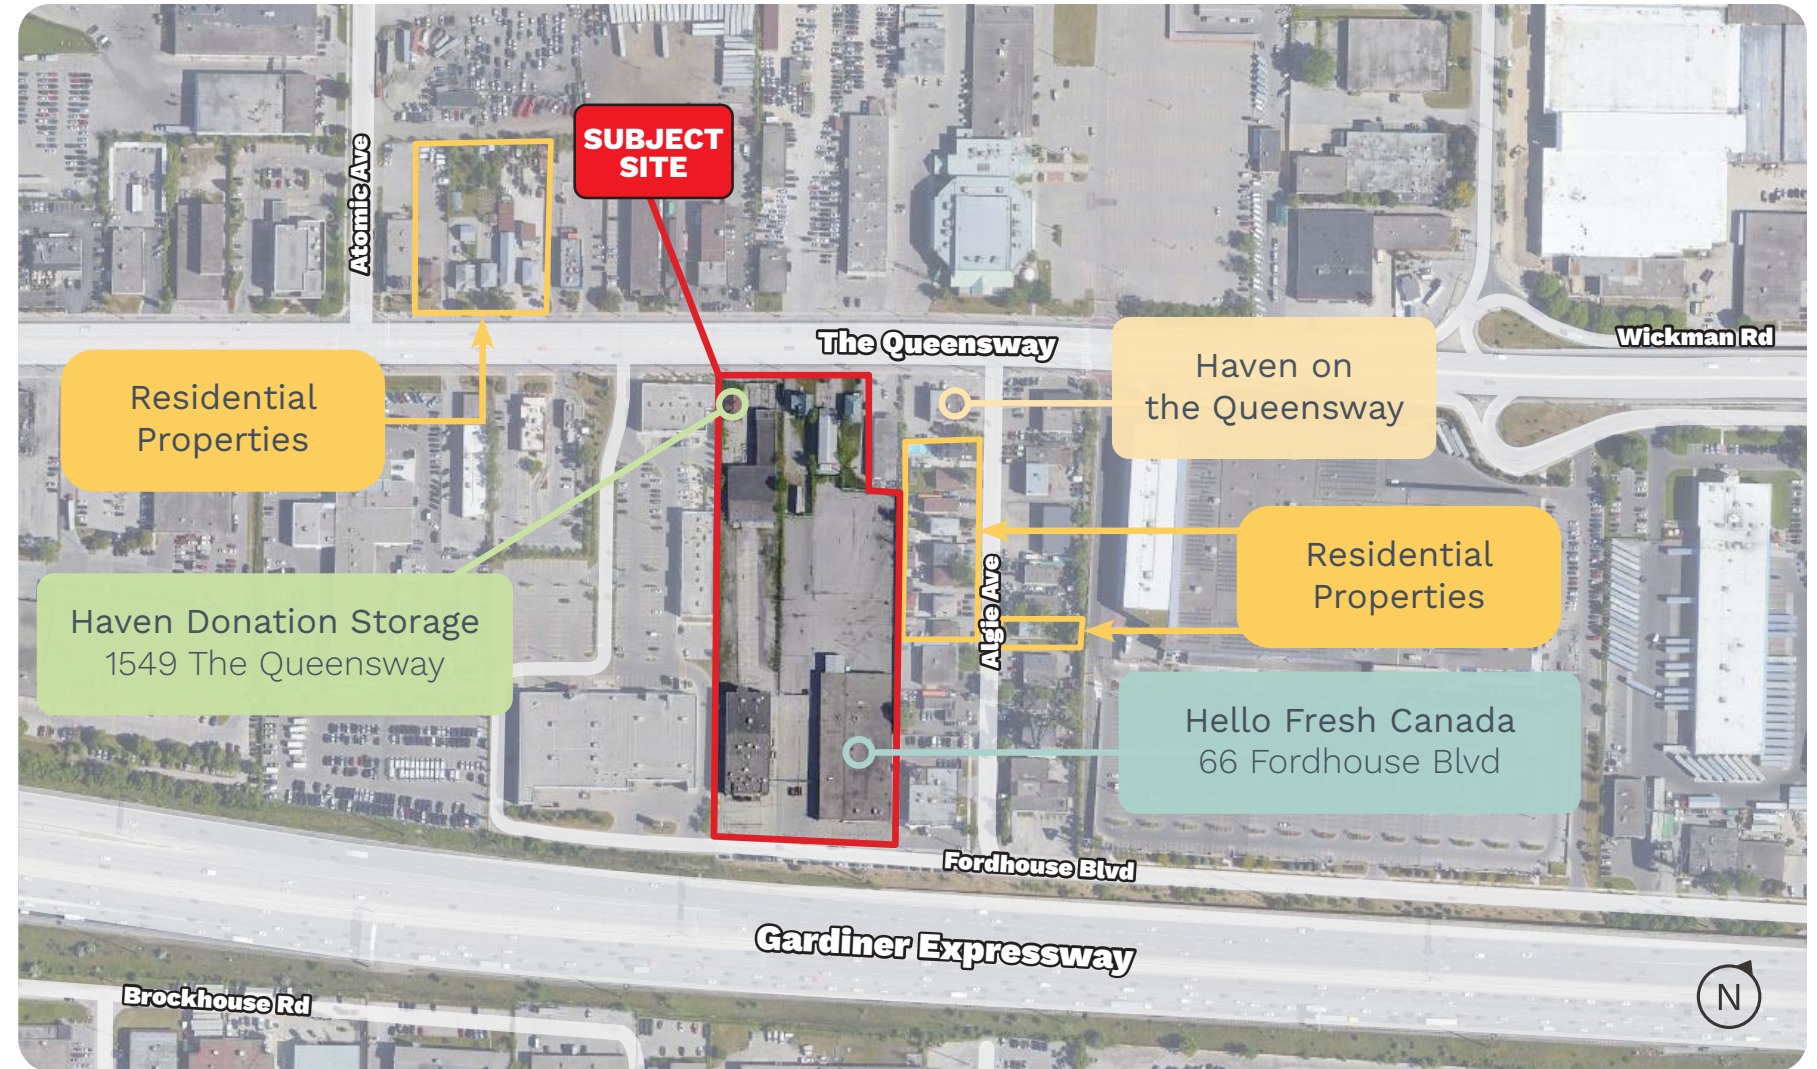 SUBJECT
SITE
Atomic Ave
The Queensway
Wickman Rd
Haven on
the Queensway
Residential
Properties
Residential
Properties
Algie Ave
Haven Donation Storage
1549 The Queensway
Hello Fresh Canada
66 Fordhouse Blvd
Fordhouse Blvd
Gardiner Expressway
Brockhouse Rd
N